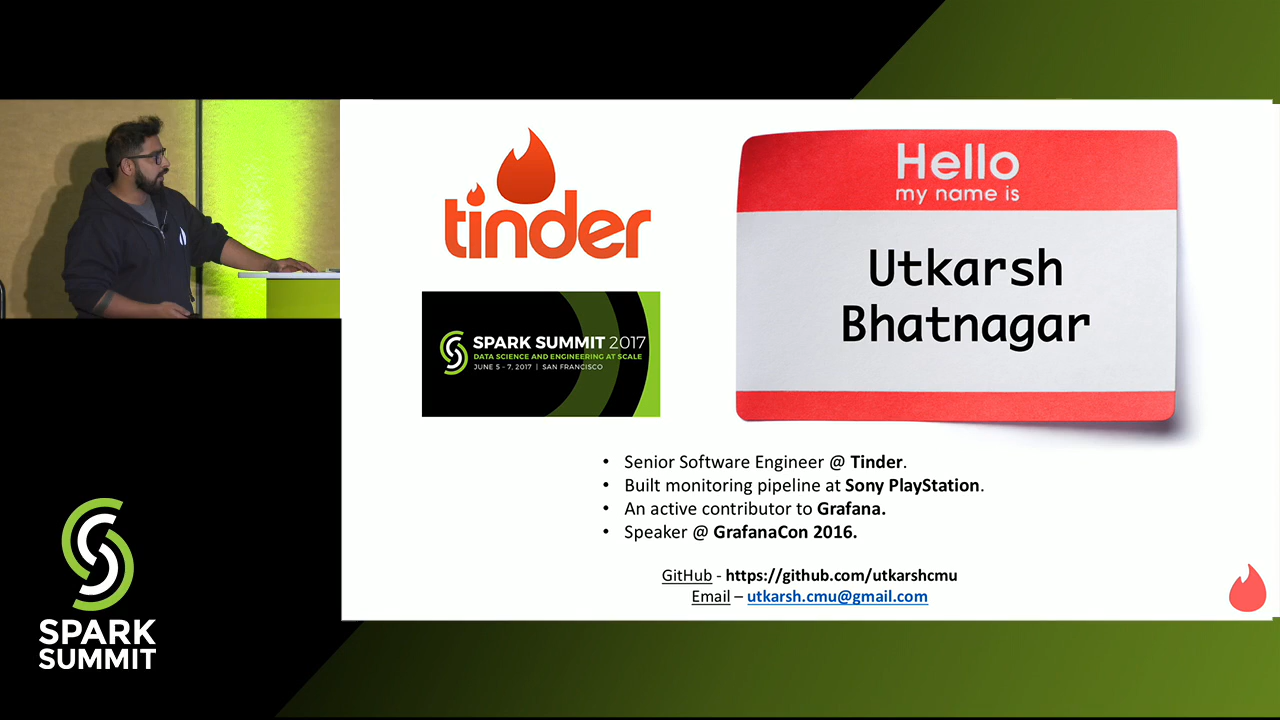 tinder
Hello
my name is
Utkarsh
Bhatnagar
SPARK SUMMIT 2017
DATA SCIENCE AND ENGINEERING AT SCALE
JUNE 5 – 7, 2017 | SAN FRANCISCO
• Senior Software Engineer @ Tinder.
• Built monitoring pipeline at Sony PlayStation.
• An active contributor to Grafana.
• Speaker @ GrafanaCon 2016.
GitHub - https://github.com/utkarshcmu
Email – utkarsh.cmu@gmail.com
SPARK
SUMMIT